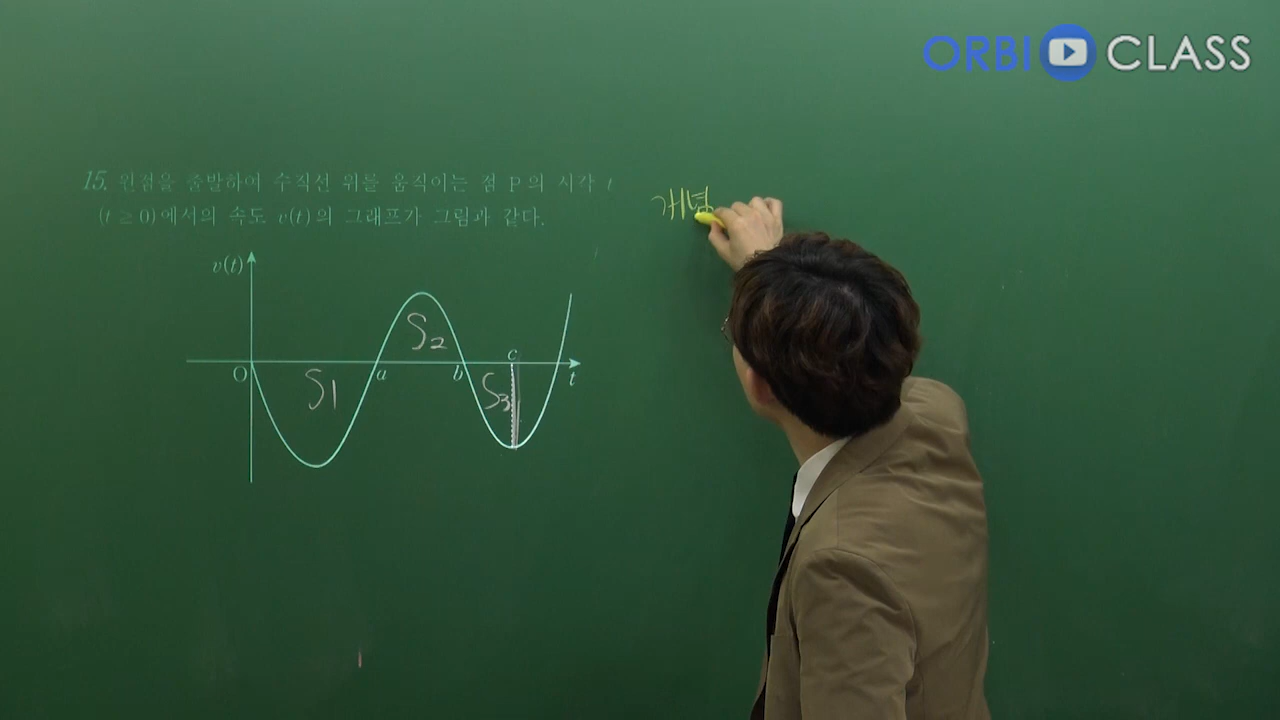 ORBI CLASS
15. 원점을 출발하여 수직선 위를 움직이는 점 P의 시각 t
(t ≥ 0)에서의 속도 v(t)의 그래프가 그림과 같다.
개념
v(t)
S2
c
O
S1
a
b
S3
t